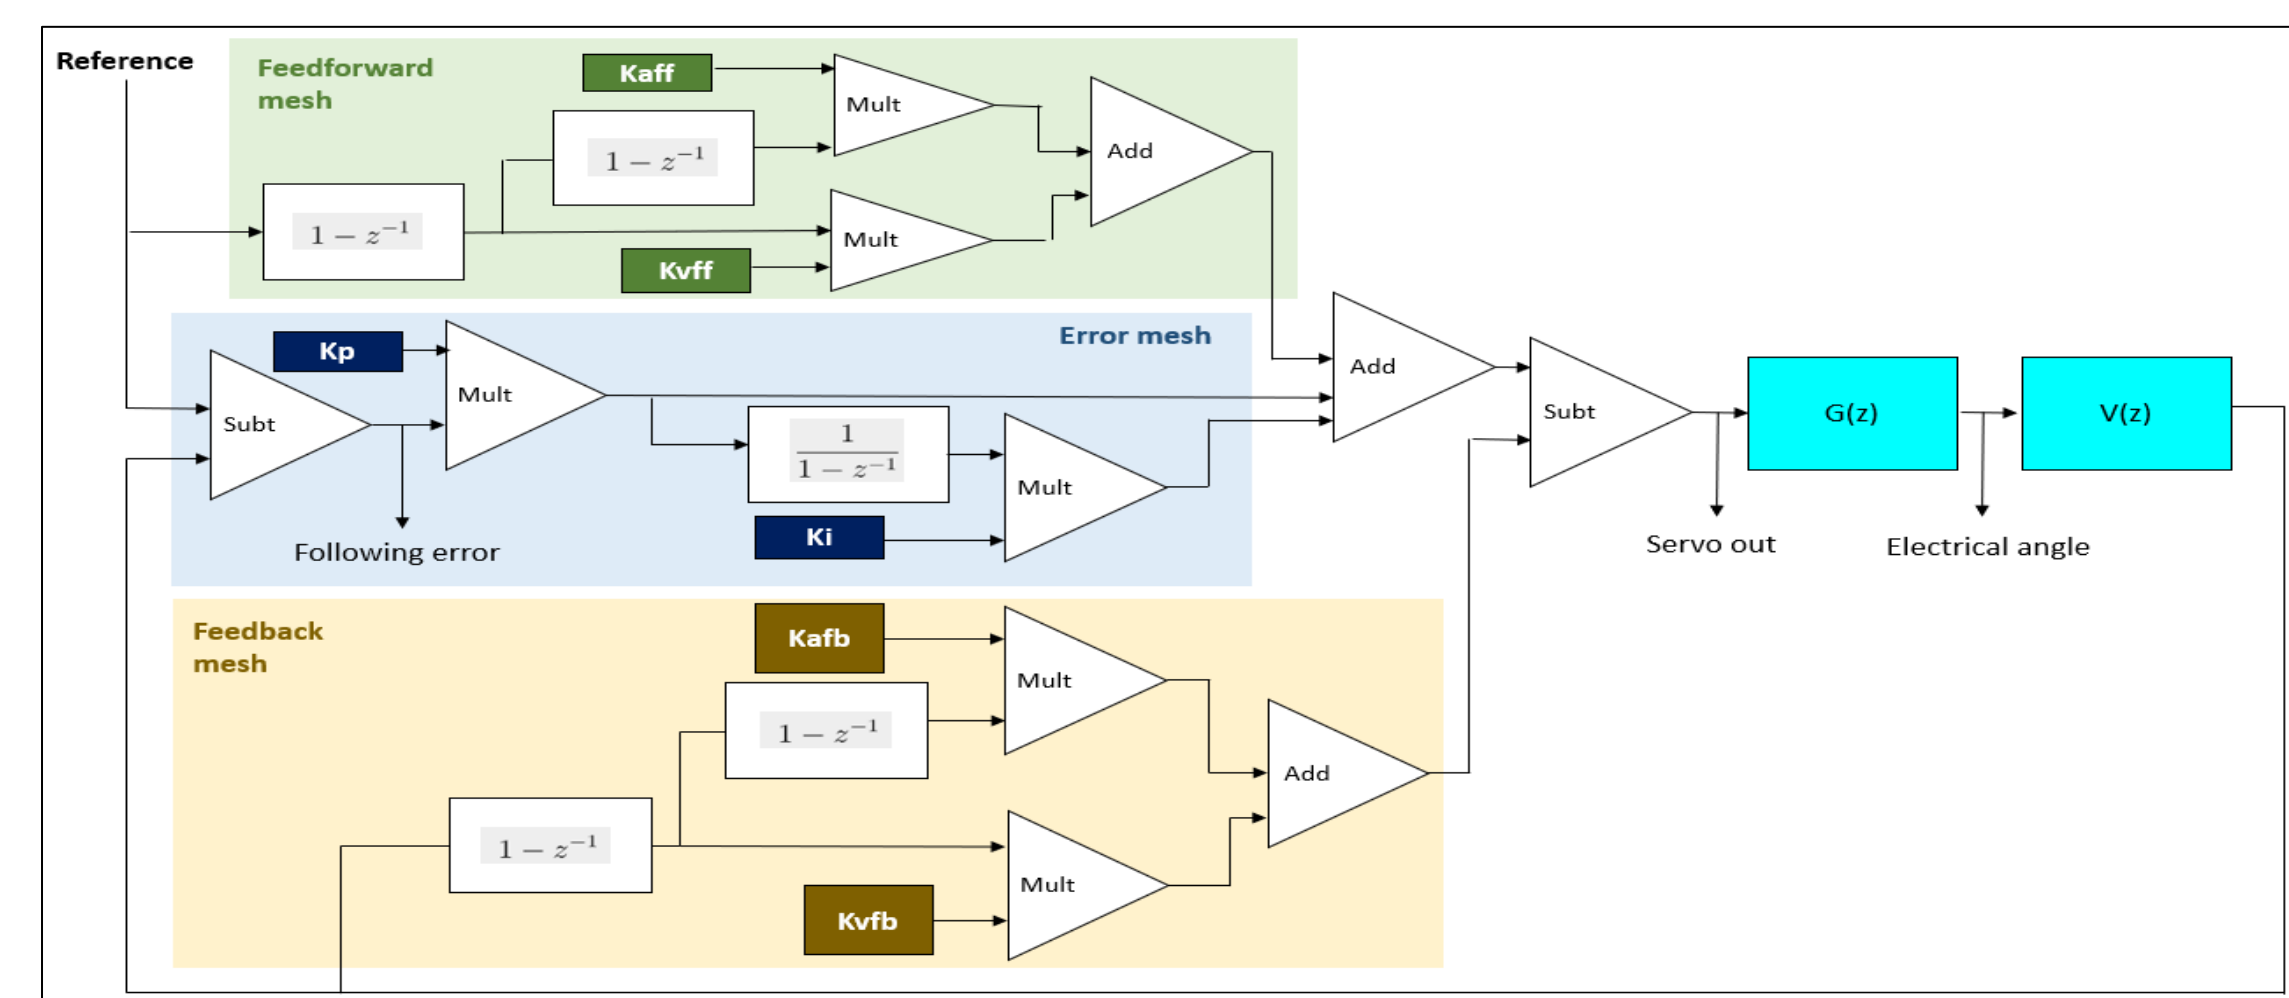 Reference
Feedforward
mesh
Kaff
Mult
1 − z⁻¹
Add
1 − z⁻¹
Mult
Kvff
Error mesh
Kp
Mult
Subt
Add
Subt
G(z)
V(z)
1
1 − z⁻¹
Mult
Ki
Following error
Servo out
Electrical angle
Feedback
mesh
Kafb
Mult
1 − z⁻¹
Add
1 − z⁻¹
Mult
Kvfb